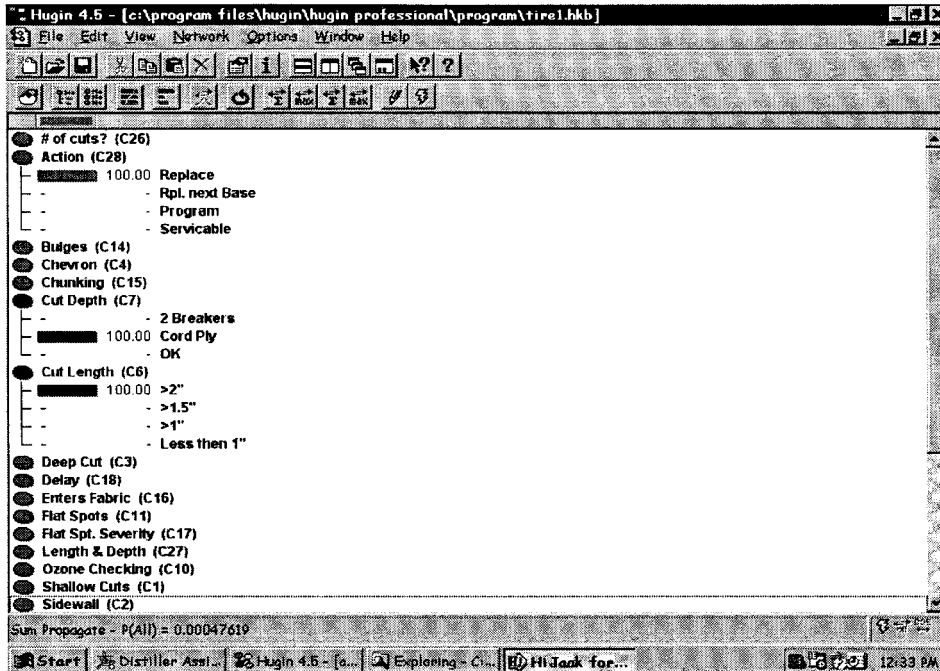 Hugin 4.5 - [c:\program files\hugin\hugin professional\program\tire1.hkb]
File Edit View Network Options Window Help
# of cuts? (C26)
Action (C28)
100.00 Replace
- - Rpl. next Base
- - Program
- - Servicable
Bulges (C14)
Chevron (C4)
Chunking (C15)
Cut Depth (C7)
- - 2 Breakers
100.00 Cord Ply
- - OK
Cut Length (C6)
100.00 >2"
- - >1.5"
- - >1"
- - Less then 1"
Deep Cut (C3)
Delay (C18)
Enters Fabric (C16)
Flat Spots (C11)
Flat Spt. Severity (C17)
Length & Depth (C27)
Ozone Checking (C10)
Shallow Cuts (C1)
Sidewall (C2)
Sum Propagate - P(All) = 0.00047619
Start Distiller Assi... Hugin 4.5 - [c... Exploring - C:... HiJaak for... 12:33 PM